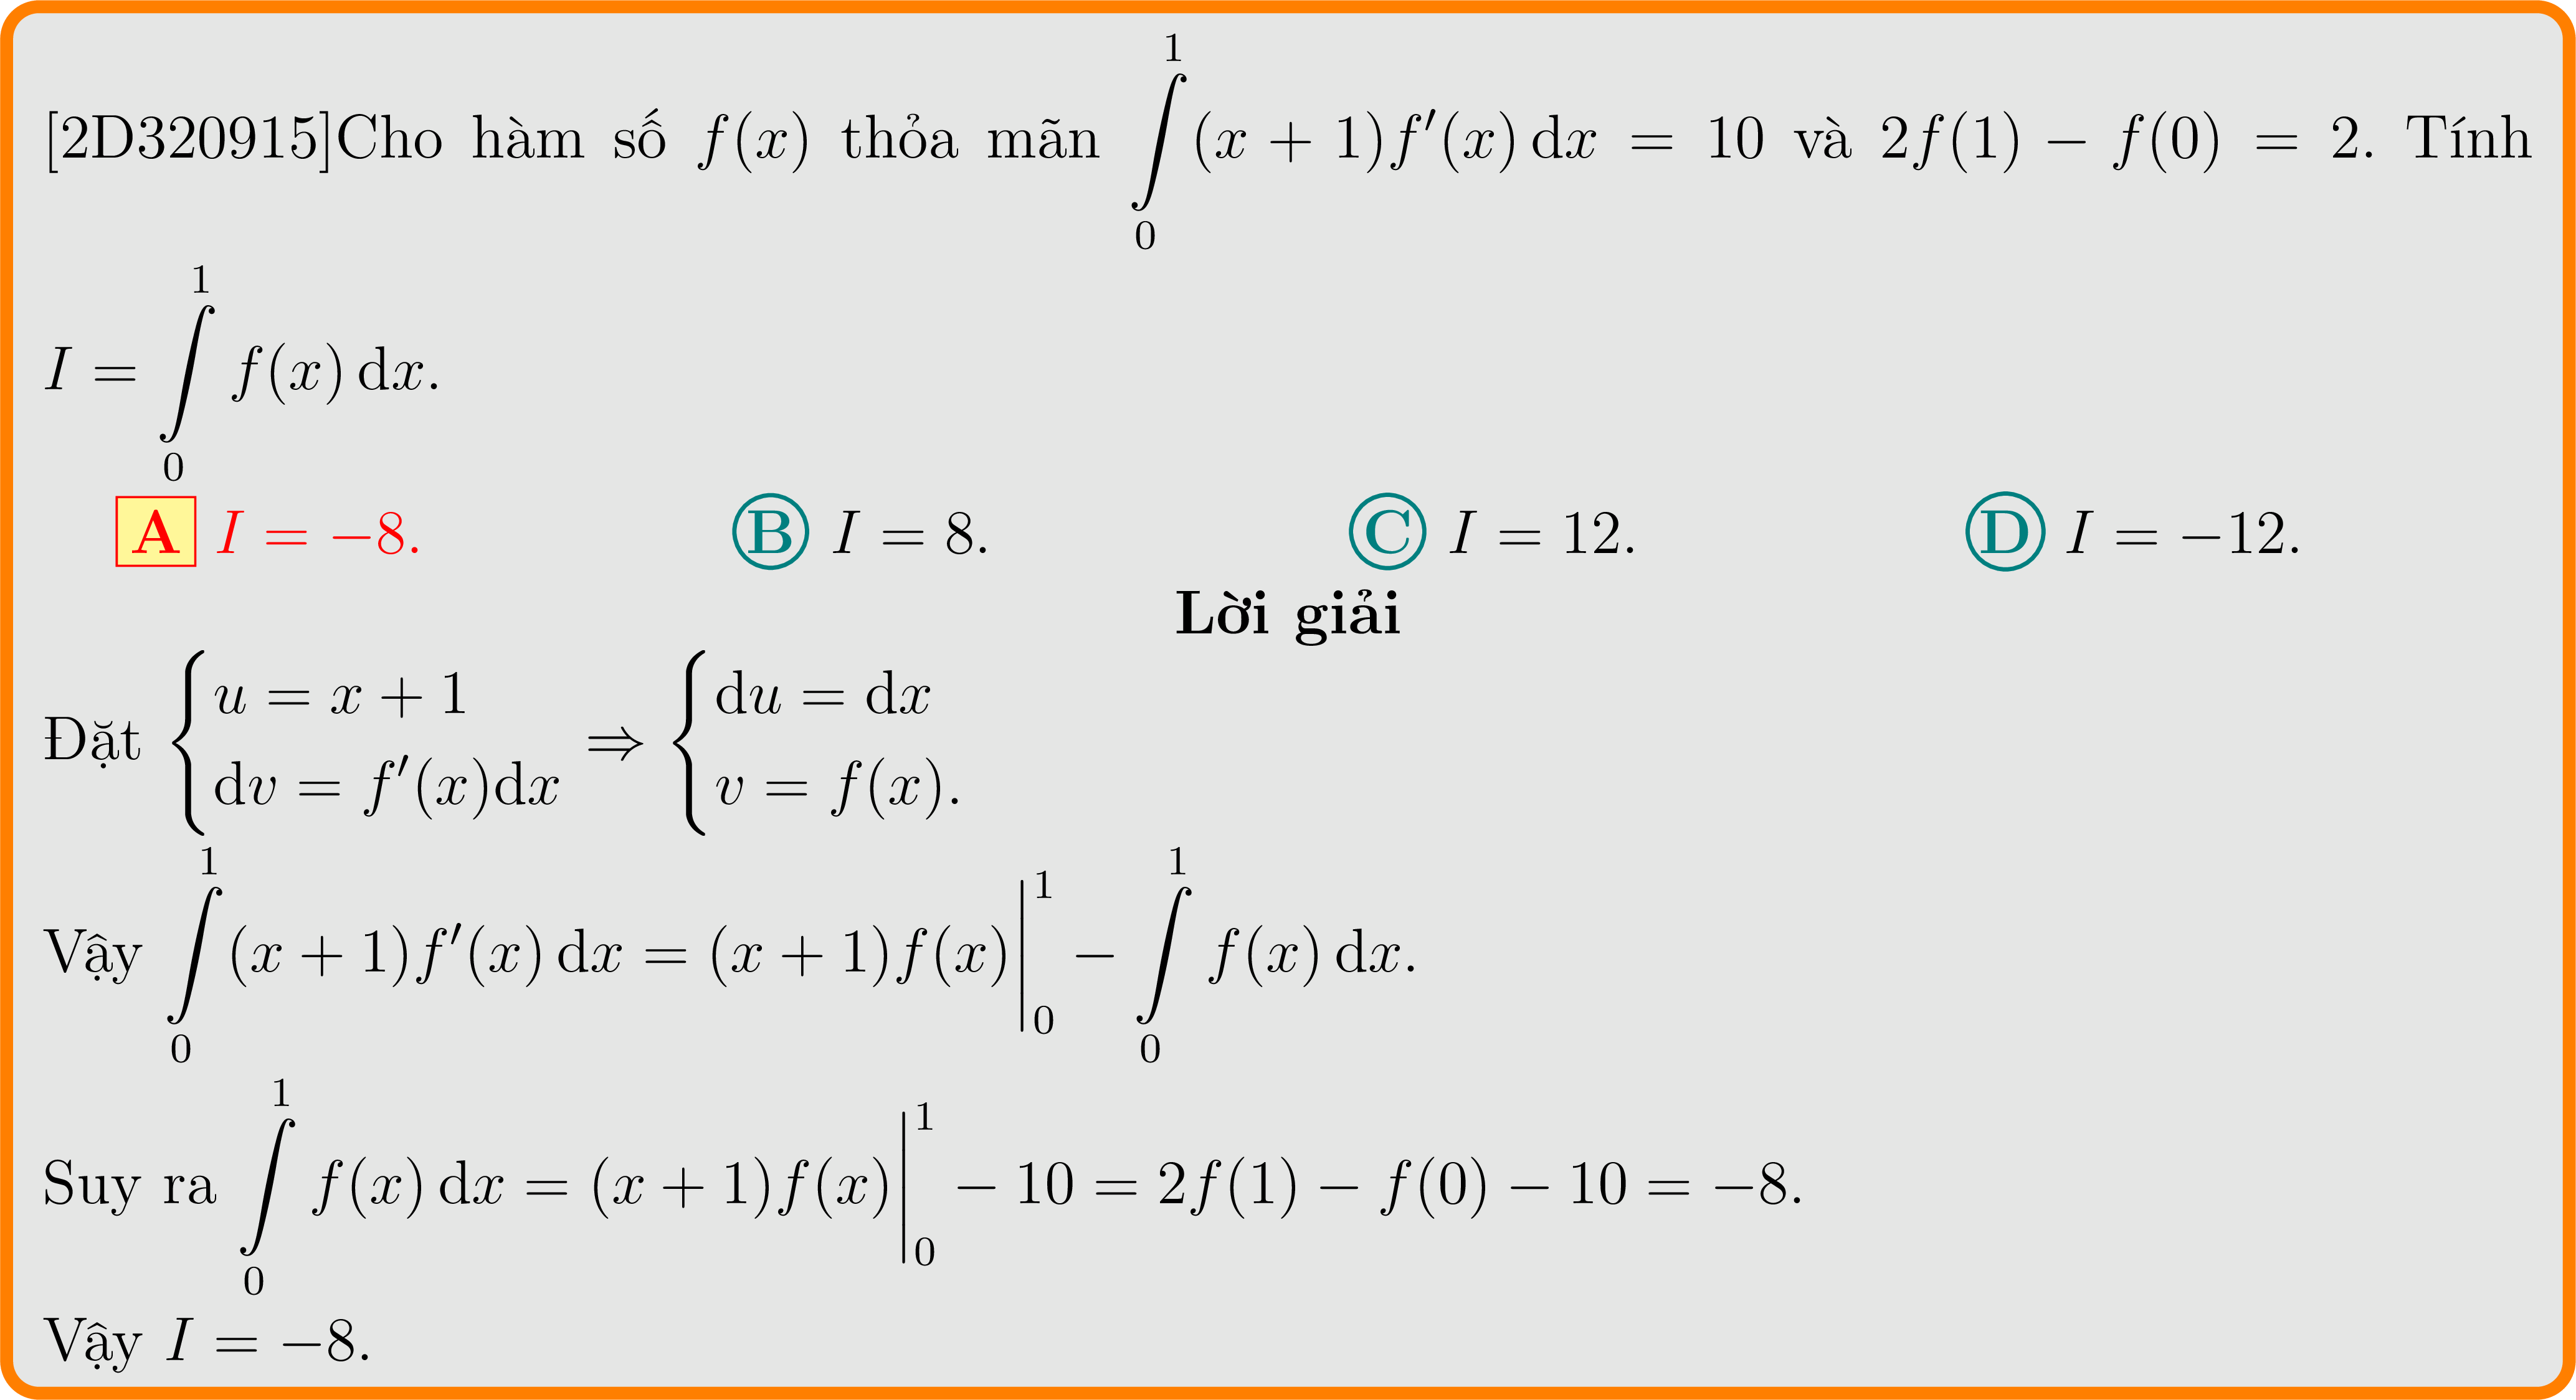 [2D320915]Cho hàm số $f(x)$ thỏa mãn $\int\limits_0^1 (x+1)f'(x)\,\mathrm{d}x = 10$ và $2f(1) - f(0) = 2$. Tính
$I = \int\limits_0^1 f(x)\,\mathrm{d}x.$
A $I = -8.$ B $I = 8.$ C $I = 12.$ D $I = -12.$
Lời giải
Đặt $\begin{cases} u = x+1 \\ \mathrm{d}v = f'(x)\mathrm{d}x \end{cases} \Rightarrow \begin{cases} \mathrm{d}u = \mathrm{d}x \\ v = f(x). \end{cases}$
Vậy $\int\limits_0^1 (x+1)f'(x)\,\mathrm{d}x = (x+1)f(x)\Big|_0^1 - \int\limits_0^1 f(x)\,\mathrm{d}x.$
Suy ra $\int\limits_0^1 f(x)\,\mathrm{d}x = (x+1)f(x)\Big|_0^1 - 10 = 2f(1) - f(0) - 10 = -8.$
Vậy $I = -8.$